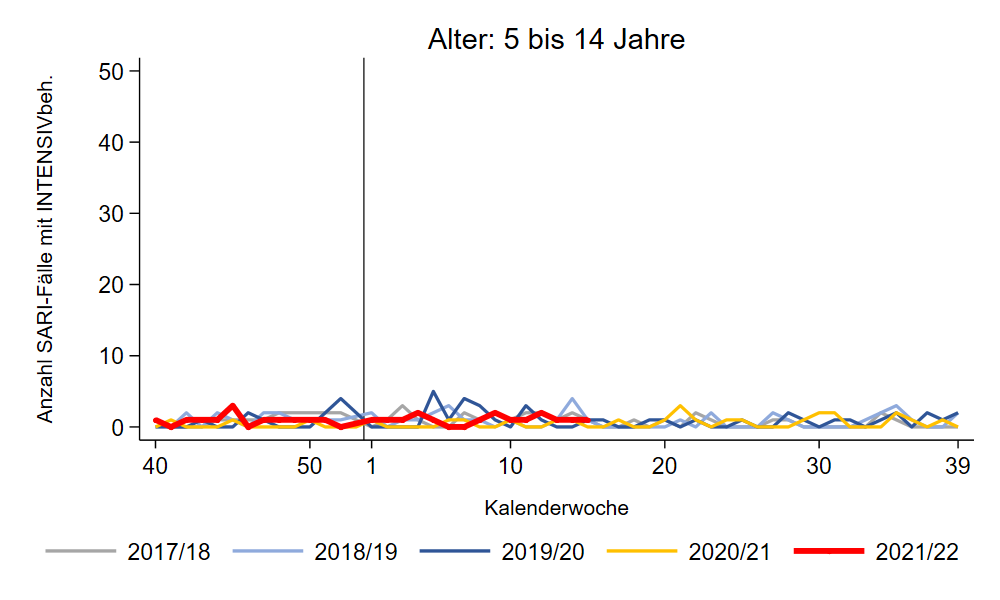 Alter: 5 bis 14 Jahre
Anzahl SARI-Fälle mit INTENSIVbeh.
50
40
30
20
10
0
40 50 1 10 20 30 39
Kalenderwoche
2017/18 2018/19 2019/20 2020/21 2021/22